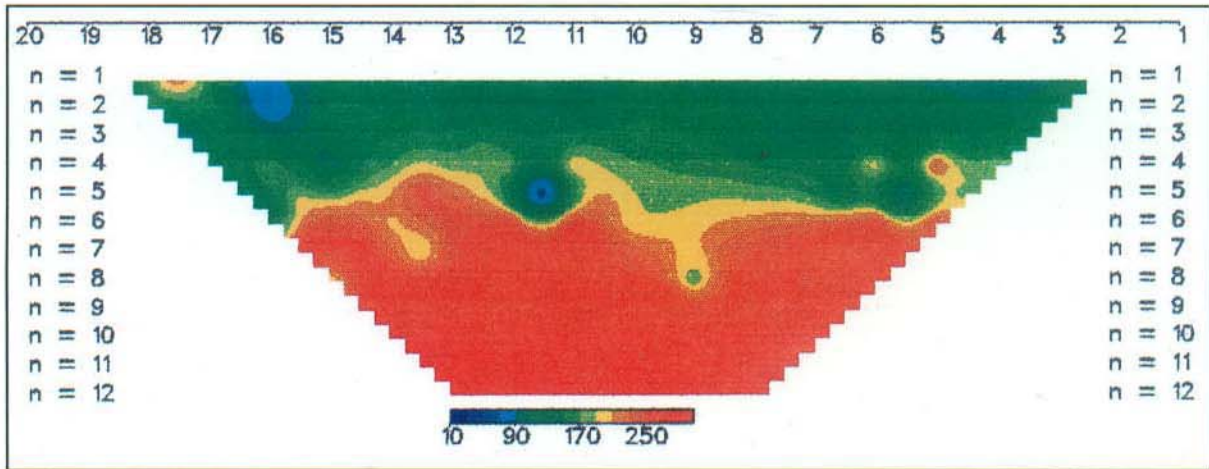 20 19 18 17 16 15 14 13 12 11 10 9 8 7 6 5 4 3 2 1
n = 1 n = 1
n = 2 n = 2
n = 3 n = 3
n = 4 n = 4
n = 5 n = 5
n = 6 n = 6
n = 7 n = 7
n = 8 n = 8
n = 9 n = 9
n = 10 n = 10
n = 11 n = 11
n = 12 n = 12
10 90 170 250